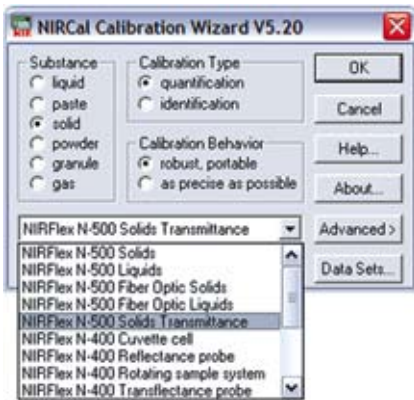 NIRCal Calibration Wizard V5.20
Substance
liquid
paste
solid
powder
granule
gas
Calibration Type
quantification
identification
Calibration Behavior
robust, portable
as precise as possible
OK
Cancel
Help...
About...
Advanced >
Data Sets...
NIRFlex N-500 Solids Transmittance
NIRFlex N-500 Solids
NIRFlex N-500 Liquids
NIRFlex N-500 Fiber Optic Solids
NIRFlex N-500 Fiber Optic Liquids
NIRFlex N-500 Solids Transmittance
NIRFlex N-400 Cuvette cell
NIRFlex N-400 Reflectance probe
NIRFlex N-400 Rotating sample system
NIRFlex N-400 Transflectance probe